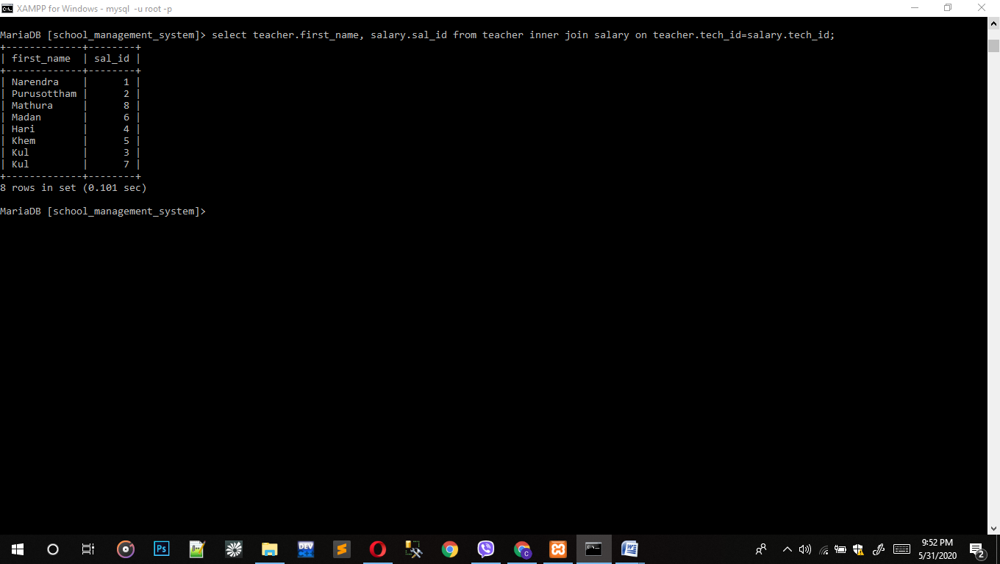 XAMPP for Windows - mysql  -u root -p
MariaDB [school_management_system]> select teacher.first_name, salary.sal_id from teacher inner join salary on teacher.tech_id=salary.tech_id;
+-------------+--------+
| first_name  | sal_id |
+-------------+--------+
| Narendra    |      1 |
| Purusottham |      2 |
| Mathura     |      8 |
| Madan       |      6 |
| Hari        |      4 |
| Khem        |      5 |
| Kul         |      3 |
| Kul         |      7 |
+-------------+--------+
8 rows in set (0.101 sec)
MariaDB [school_management_system]>
Ps
DEV
C++
C
9:52 PM
5/31/2020
2